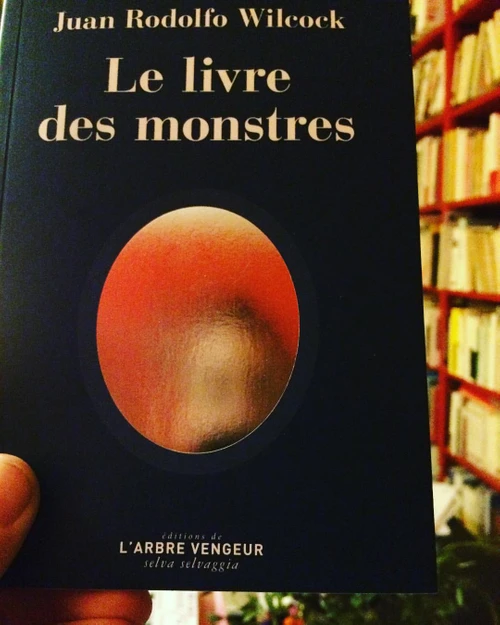 Juan Rodolfo Wilcock
Le livre
des monstres
éditions de
L'ARBRE VENGEUR
selva selvaggia